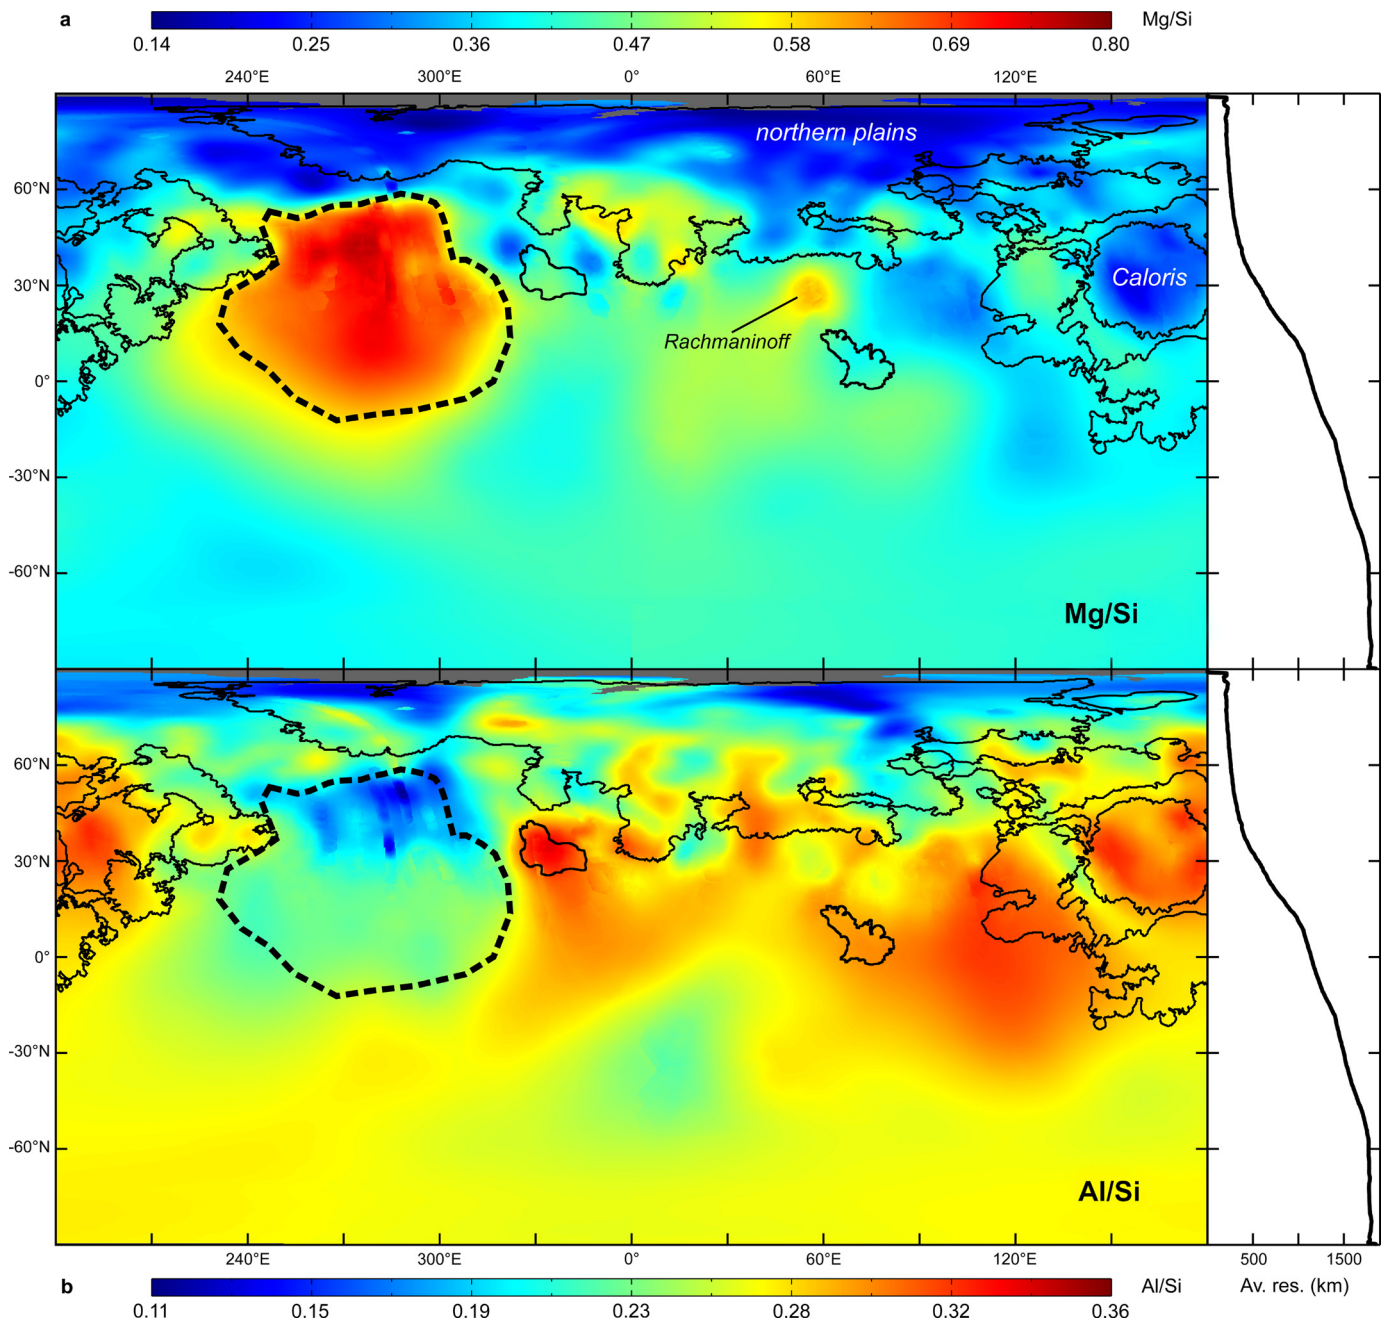 a
Mg/Si
0.14 0.25 0.36 0.47 0.58 0.69 0.80
240°E 300°E 0° 60°E 120°E
northern plains
60°N
30°N
Caloris
Rachmaninoff
0°
-30°N
-60°N
Mg/Si
60°N
30°N
0°
-30°N
-60°N
Al/Si
240°E 300°E 0° 60°E 120°E
500 1500
Av. res. (km)
b
Al/Si
0.11 0.15 0.19 0.23 0.28 0.32 0.36